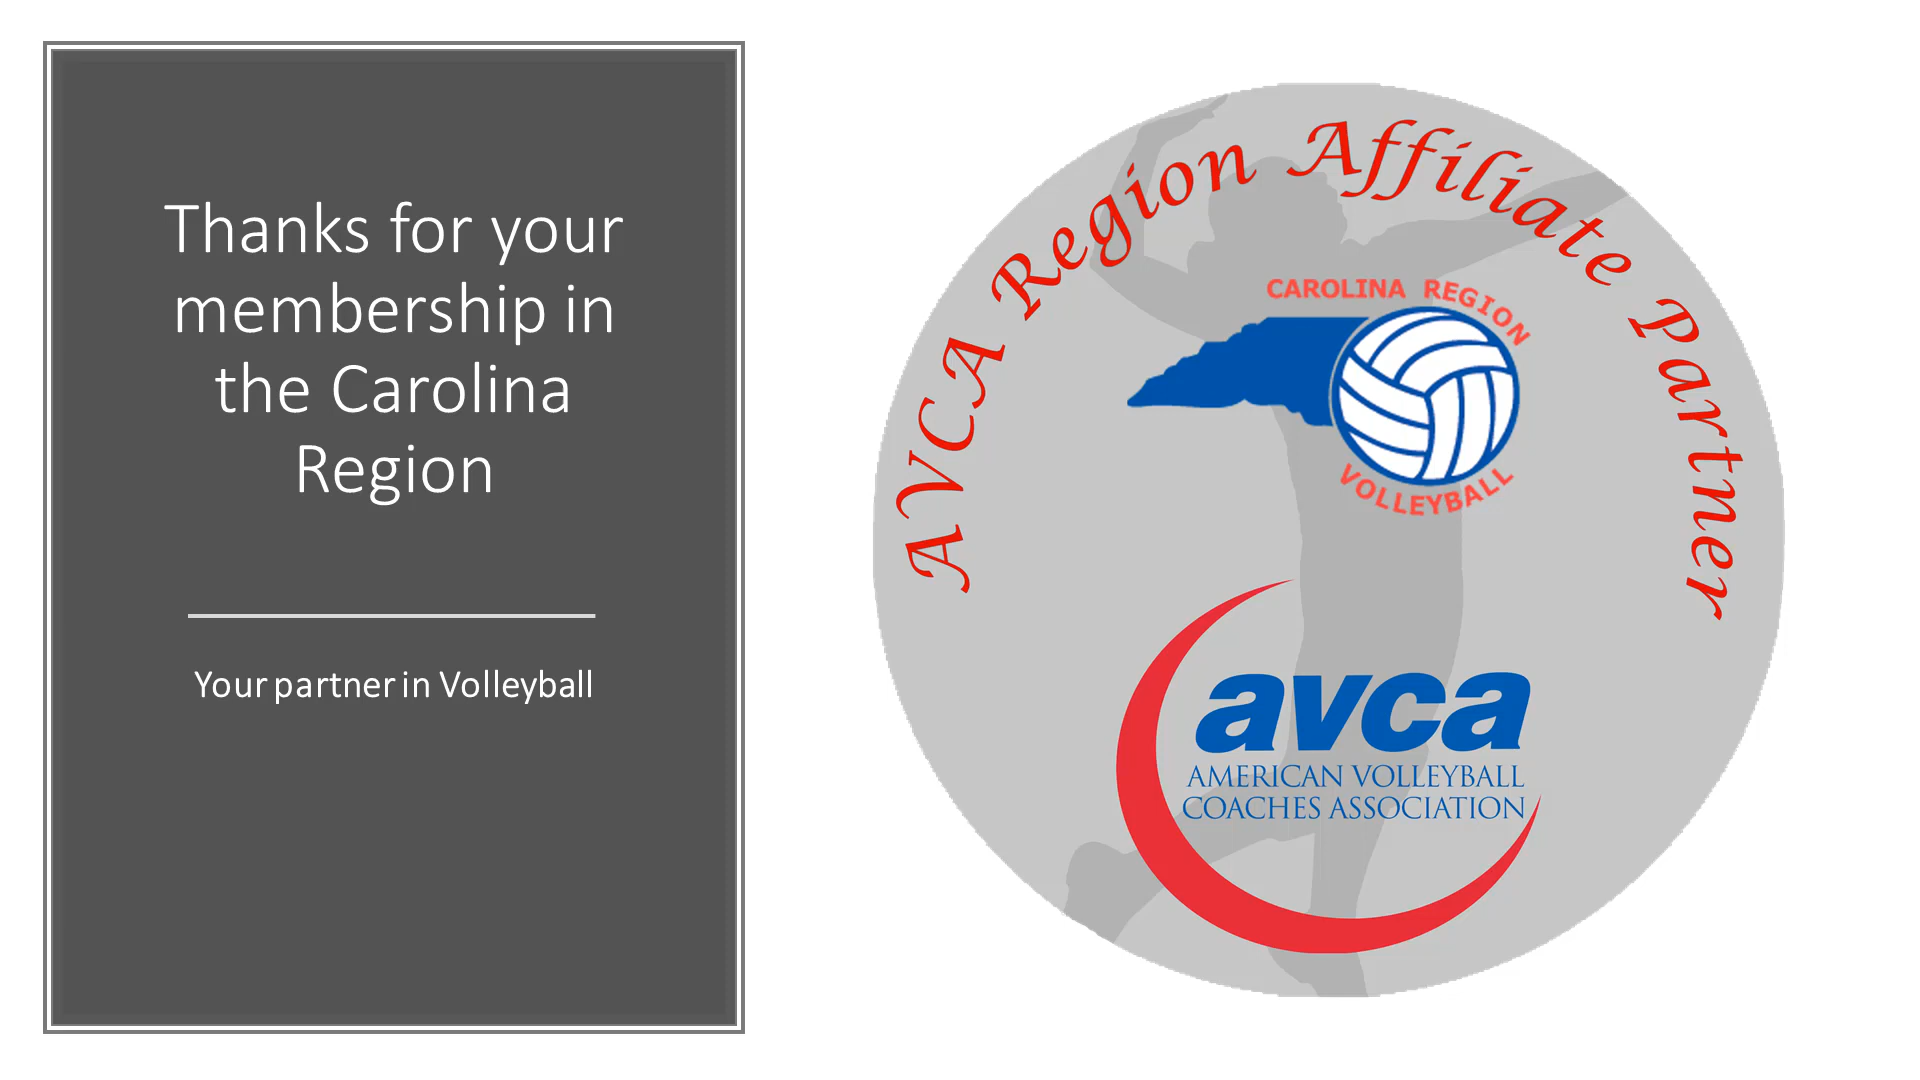 Thanks for your
membership in
the Carolina
Region
Your partner in Volleyball
AVCA Region Affiliate Partner
CAROLINA REGION
VOLLEYBALL
avca
AMERICAN VOLLEYBALL
COACHES ASSOCIATION